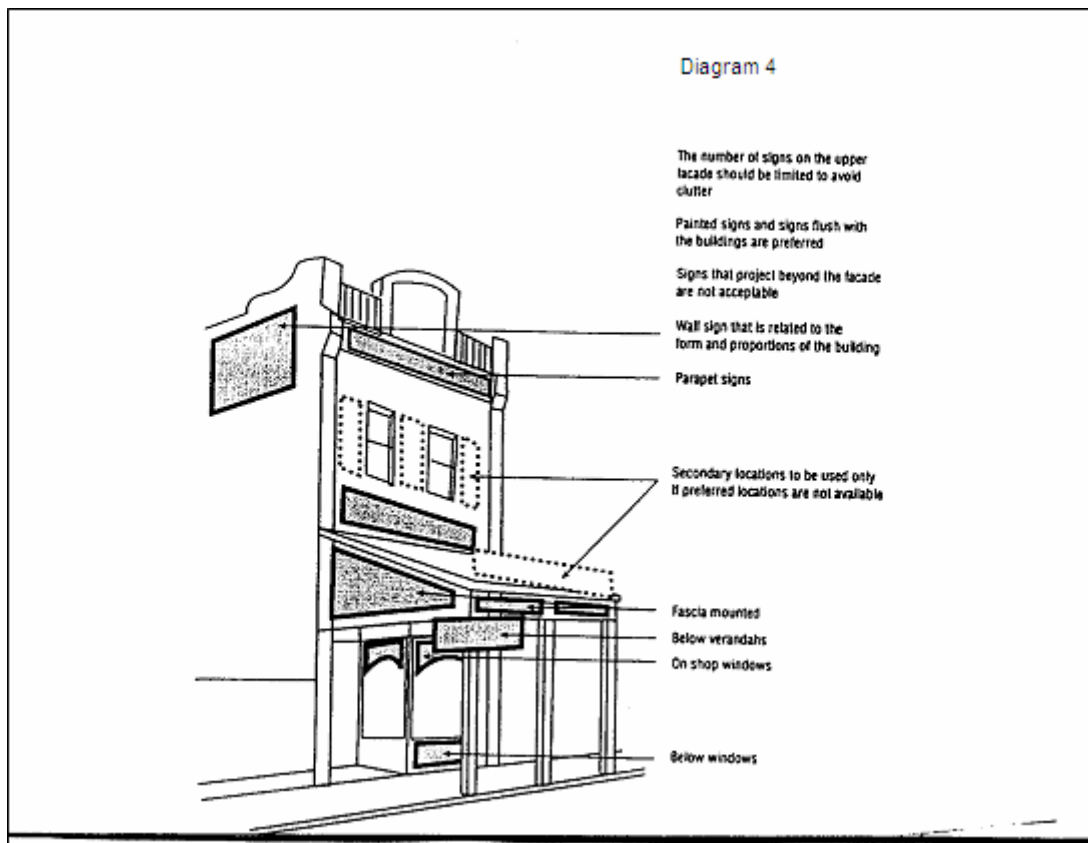 Diagram 4
The number of signs on the upper
facade should be limited to avoid
clutter
Painted signs and signs flush with
the buildings are preferred
Signs that project beyond the facade
are not acceptable
Wall sign that is related to the
form and proportions of the building
Parapet signs
Secondary locations to be used only
if preferred locations are not available
Fascia mounted
Below verandahs
On shop windows
Below windows